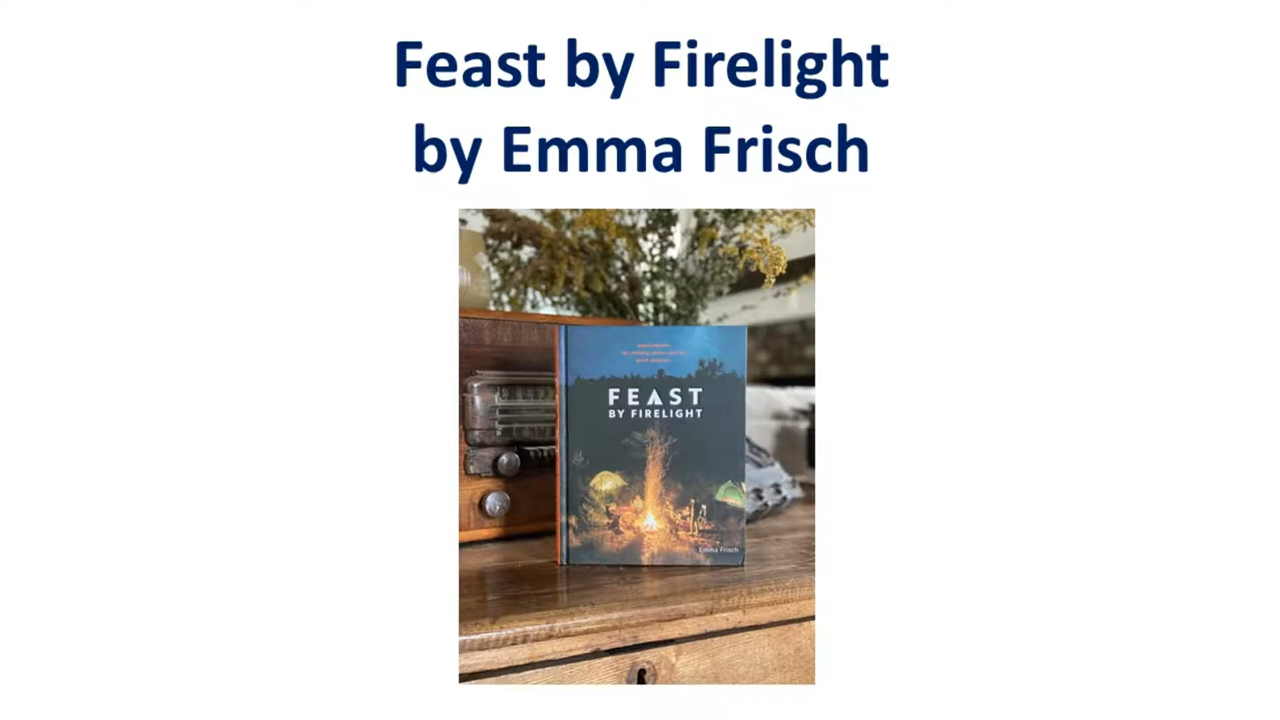 Feast by Firelight
by Emma Frisch
FEAST
BY FIRELIGHT
Emma Frisch